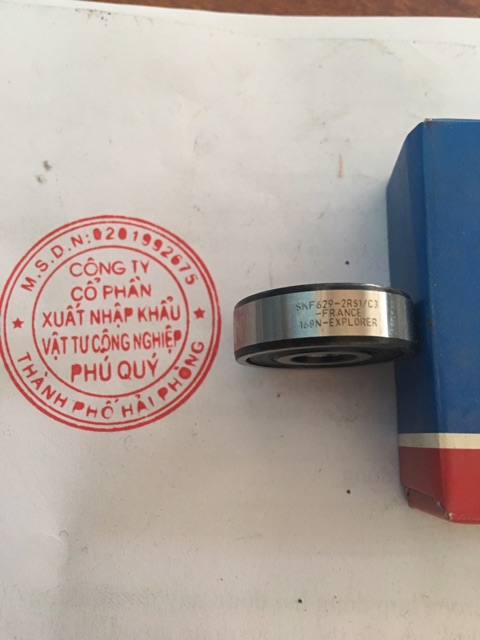 M.S.D.N:0201992675
CÔNG TY
CỔ PHẦN
XUẤT NHẬP KHẨU
VẬT TƯ CÔNG NGHIỆP
PHÚ QUÝ
THÀNH PHỐ HẢI PHÒNG
SKF629-2RS1/C3
-FRANCE
168N-EXPLORER